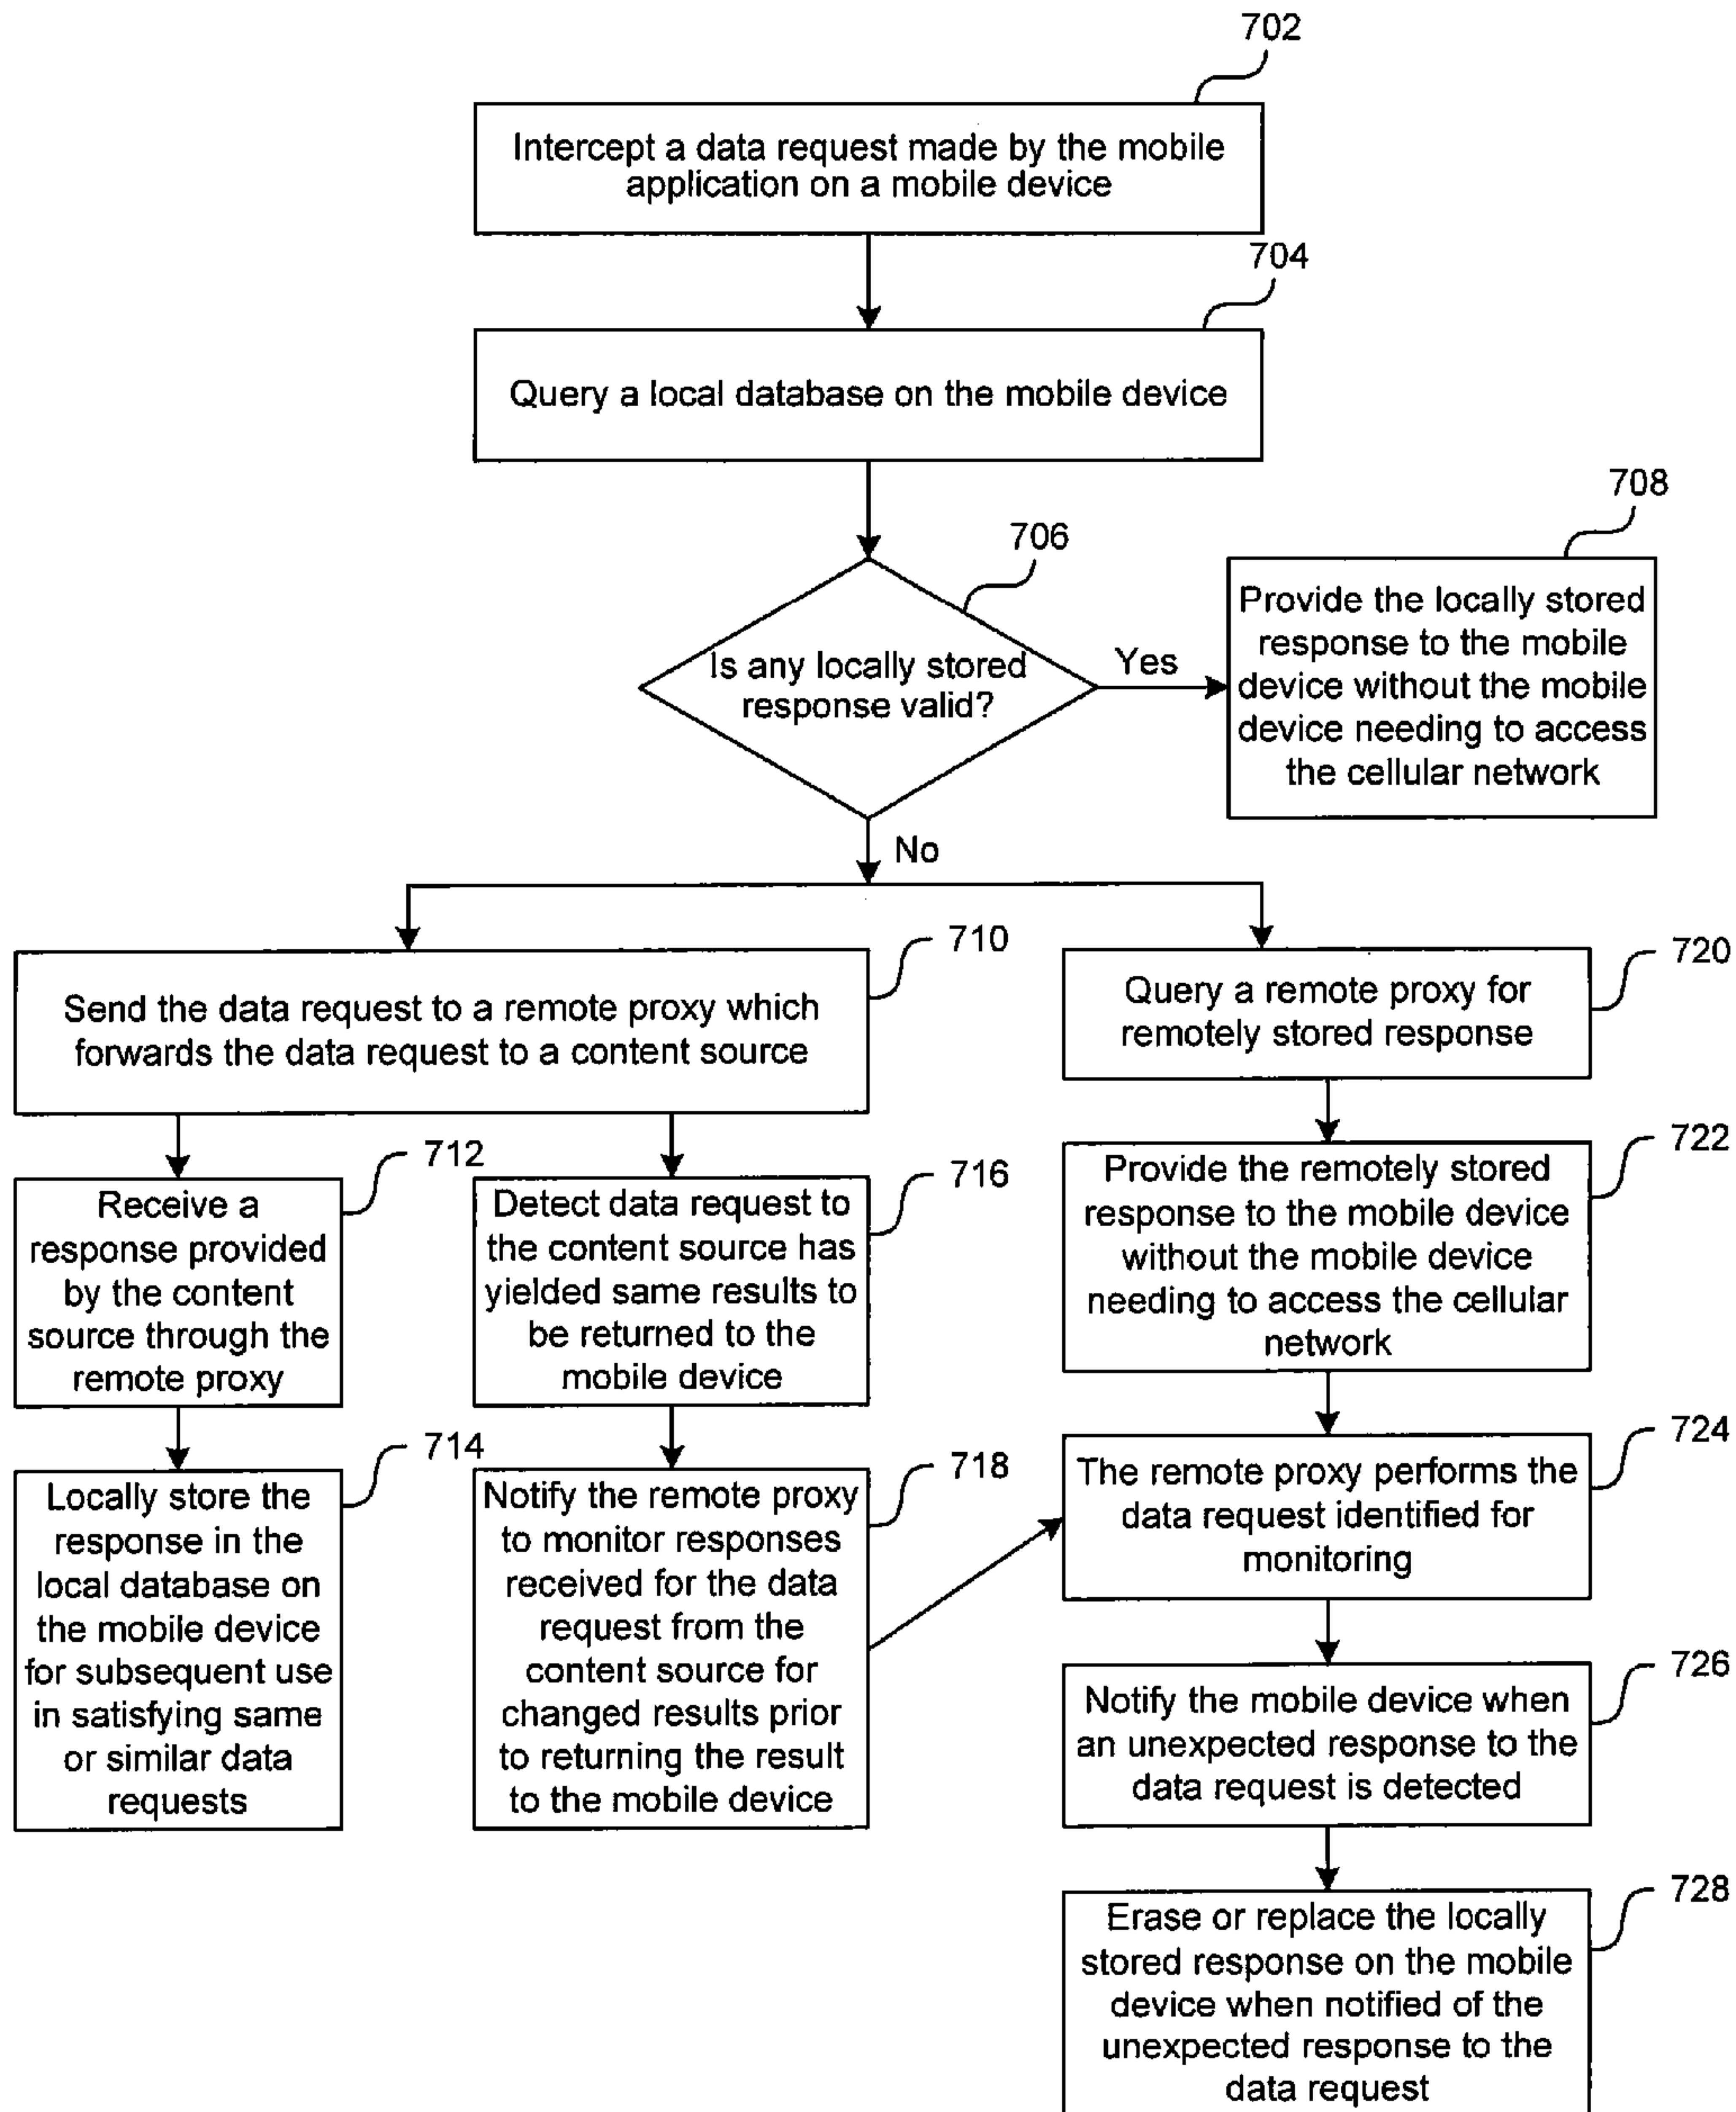 702
Intercept a data request made by the mobile
application on a mobile device
704
Query a local database on the mobile device
706
Is any locally stored
response valid?
Yes
708
Provide the locally stored
response to the mobile
device without the mobile
device needing to access
the cellular network
No
710
Send the data request to a remote proxy which
forwards the data request to a content source
712
Receive a
response provided
by the content
source through the
remote proxy
714
Locally store the
response in the
local database on
the mobile device
for subsequent use
in satisfying same
or similar data
requests
716
Detect data request to
the content source has
yielded same results to
be returned to the
mobile device
718
Notify the remote proxy
to monitor responses
received for the data
request from the
content source for
changed results prior
to returning the result
to the mobile device
720
Query a remote proxy for
remotely stored response
722
Provide the remotely stored
response to the mobile device
without the mobile device
needing to access the cellular
network
724
The remote proxy performs the
data request identified for
monitoring
726
Notify the mobile device when
an unexpected response to the
data request is detected
728
Erase or replace the locally
stored response on the mobile
device when notified of the
unexpected response to the
data request